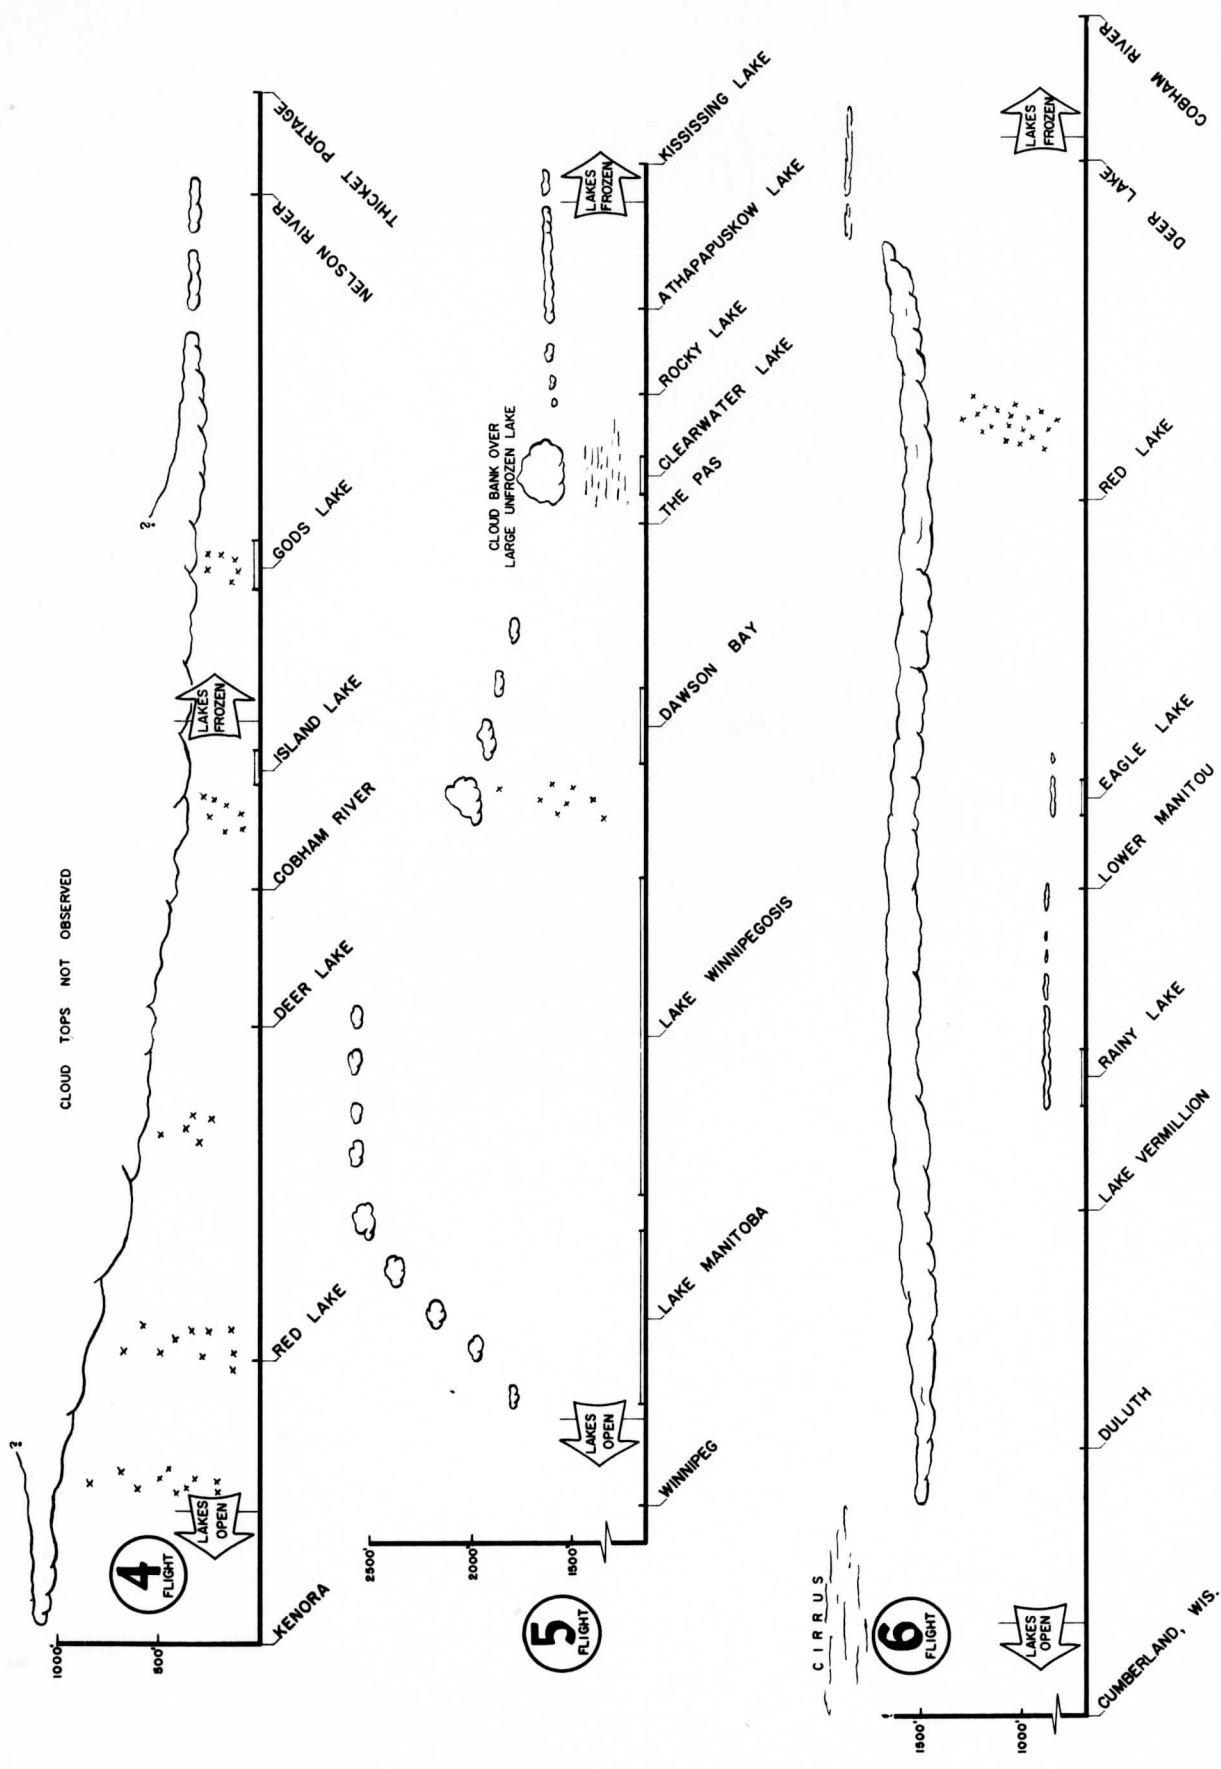 1000'
500'
?
4
FLIGHT
LAKES
OPEN
CLOUD TOPS NOT OBSERVED
LAKES
FROZEN
?
KENORA
RED LAKE
DEER LAKE
COBHAM RIVER
ISLAND LAKE
GODS LAKE
NELSON RIVER
THICKET PORTAGE
5
FLIGHT
2500'
2000'
1500'
LAKES
OPEN
CLOUD BANK OVER
LARGE UNFROZEN LAKE
LAKES
FROZEN
WINNIPEG
LAKE MANITOBA
LAKE WINNIPEGOSIS
DAWSON BAY
THE PAS
CLEARWATER LAKE
ROCKY LAKE
ATHAPAPUSKOW LAKE
KISSISSING LAKE
CIRRUS
6
FLIGHT
1500'
1000'
LAKES
OPEN
LAKES
FROZEN
CUMBERLAND, WIS.
DULUTH
LAKE VERMILLION
RAINY LAKE
LOWER MANITOU
EAGLE LAKE
RED LAKE
DEER LAKE
COBHAM RIVER